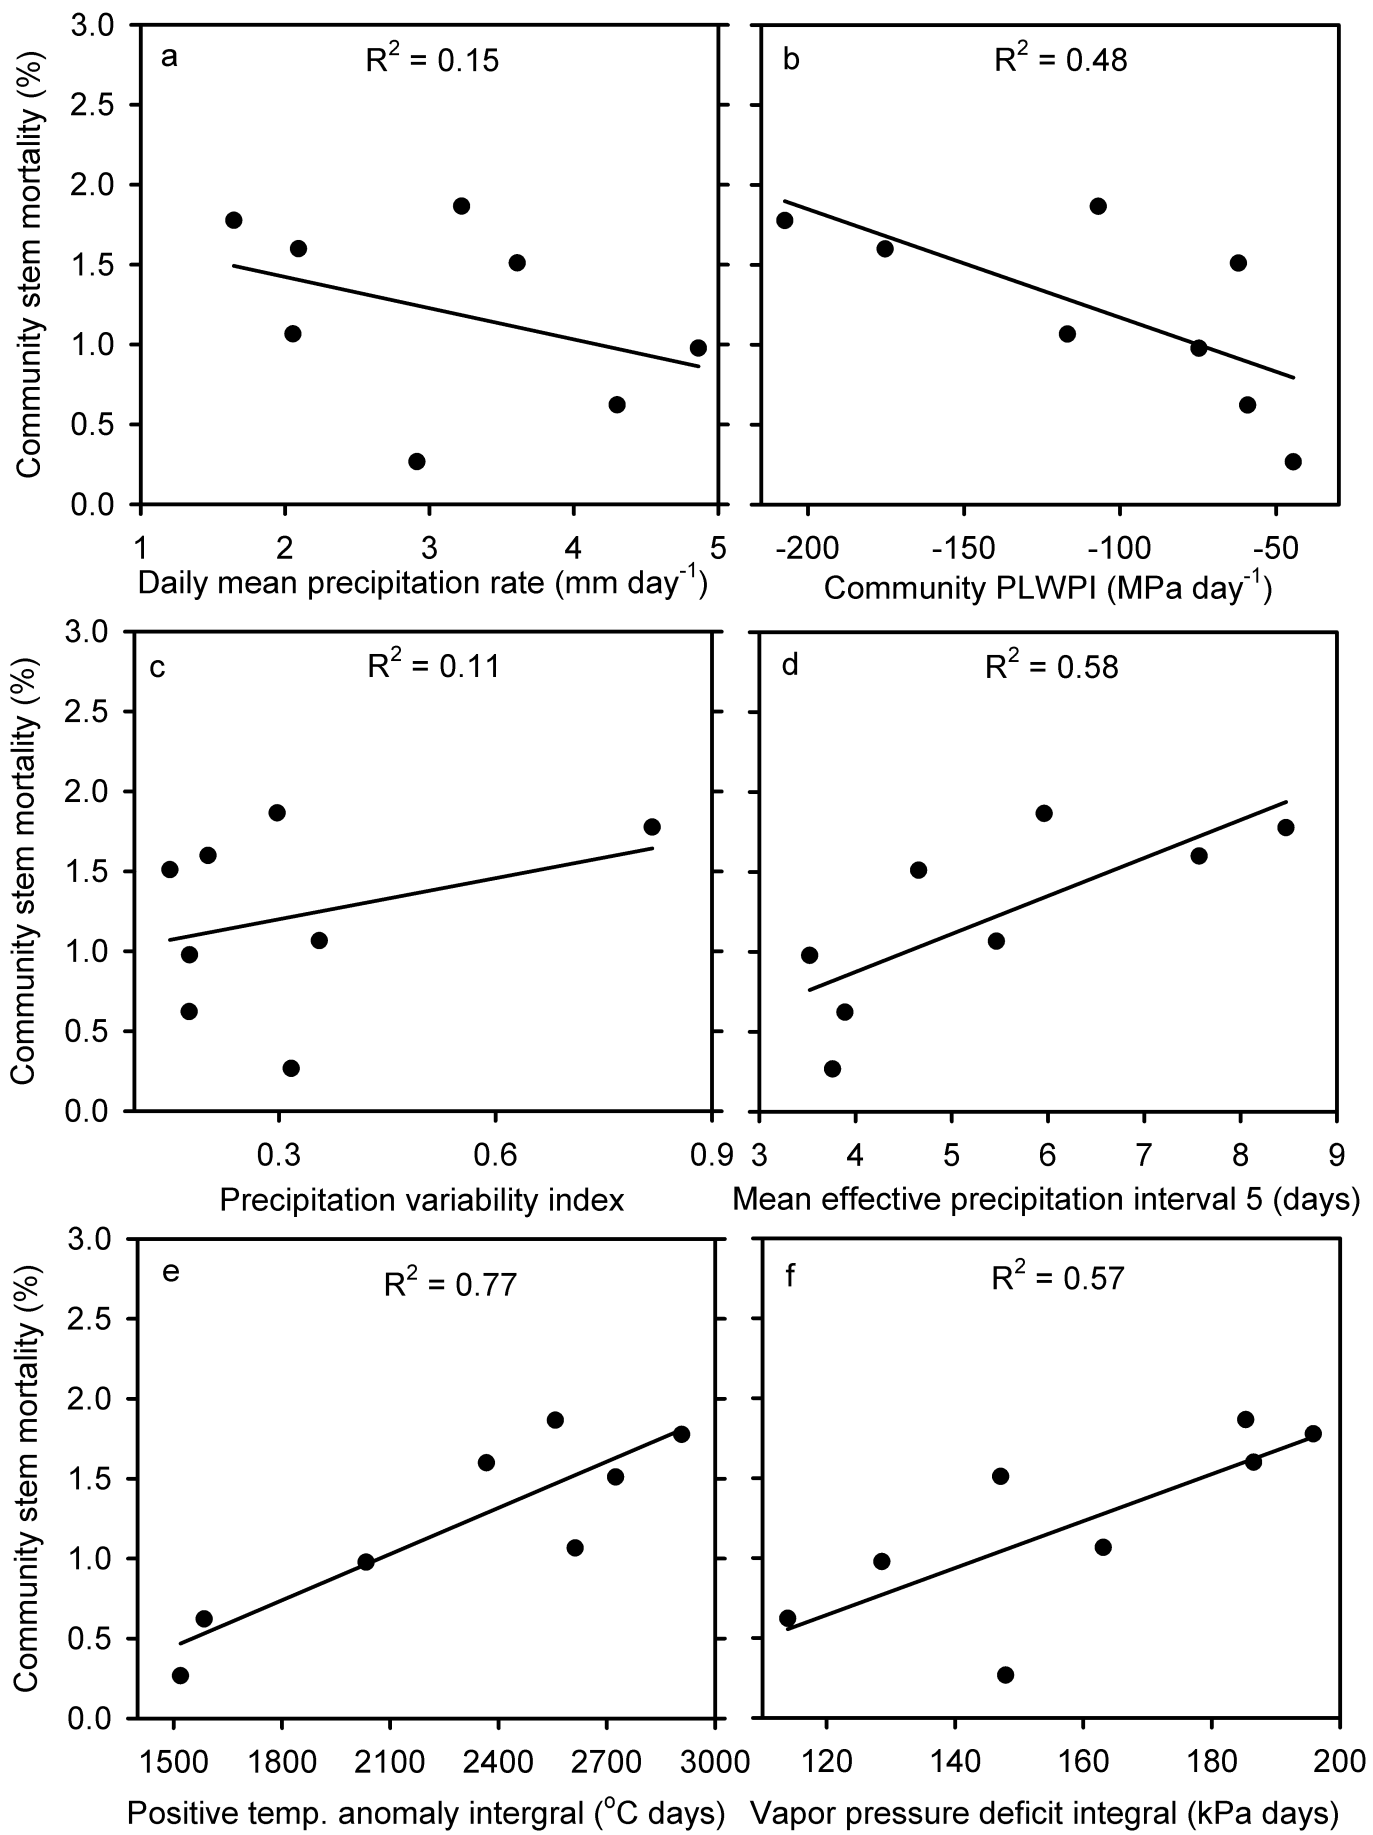 a
R² = 0.15
Community stem mortality (%)
3.0
2.5
2.0
1.5
1.0
0.5
0.0
1 2 3 4 5
Daily mean precipitation rate (mm day⁻¹)
b
R² = 0.48
-200 -150 -100 -50
Community PLWPI (MPa day⁻¹)
c
R² = 0.11
Community stem mortality (%)
3.0
2.5
2.0
1.5
1.0
0.5
0.0
0.3 0.6 0.9
Precipitation variability index
d
R² = 0.58
3 4 5 6 7 8 9
Mean effective precipitation interval 5 (days)
e
R² = 0.77
Community stem mortality (%)
3.0
2.5
2.0
1.5
1.0
0.5
0.0
1500 1800 2100 2400 2700 3000
Positive temp. anomaly intergral (°C days)
f
R² = 0.57
120 140 160 180 200
Vapor pressure deficit integral (kPa days)